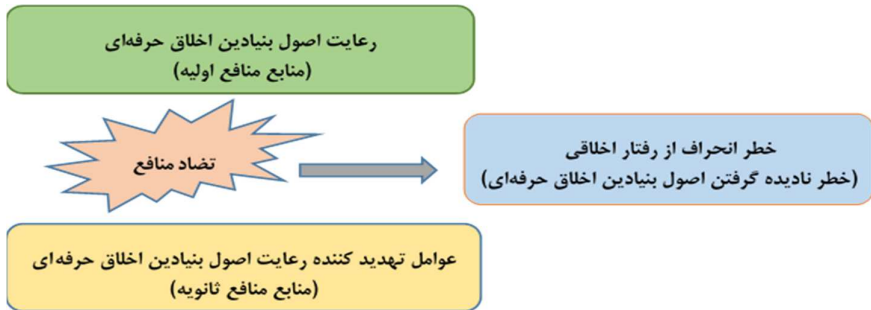 رعایت اصول بنیادین اخلاق حرفه‌ای
(منابع منافع اولیه)
تضاد منافع
خطر انحراف از رفتار اخلاقی
(خطر نادیده گرفتن اصول بنیادین اخلاق حرفه‌ای)
عوامل تهدید کننده رعایت اصول بنیادین اخلاق حرفه‌ای
(منابع منافع ثانویه)